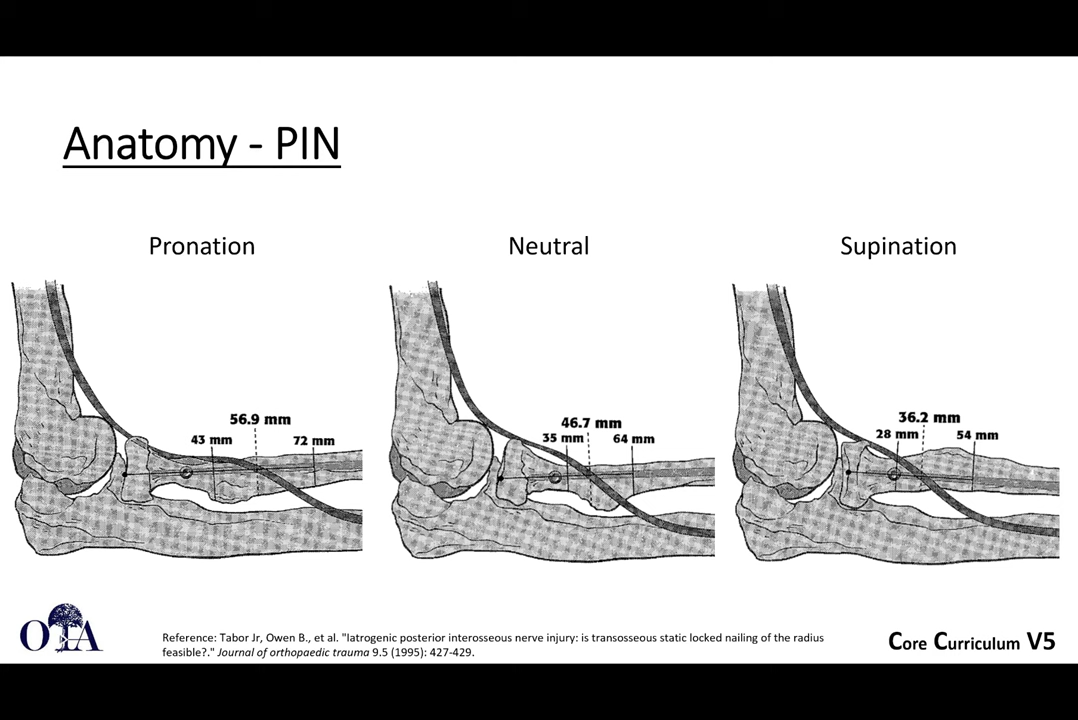 Anatomy - PIN
Pronation
Neutral
Supination
56.9 mm
43 mm
72 mm
46.7 mm
35 mm
64 mm
36.2 mm
28 mm
54 mm
OTA
Reference: Tabor Jr, Owen B., et al. "Iatrogenic posterior interosseous nerve injury: is transosseous static locked nailing of the radius
feasible?." Journal of orthopaedic trauma 9.5 (1995): 427-429.
Core Curriculum V5